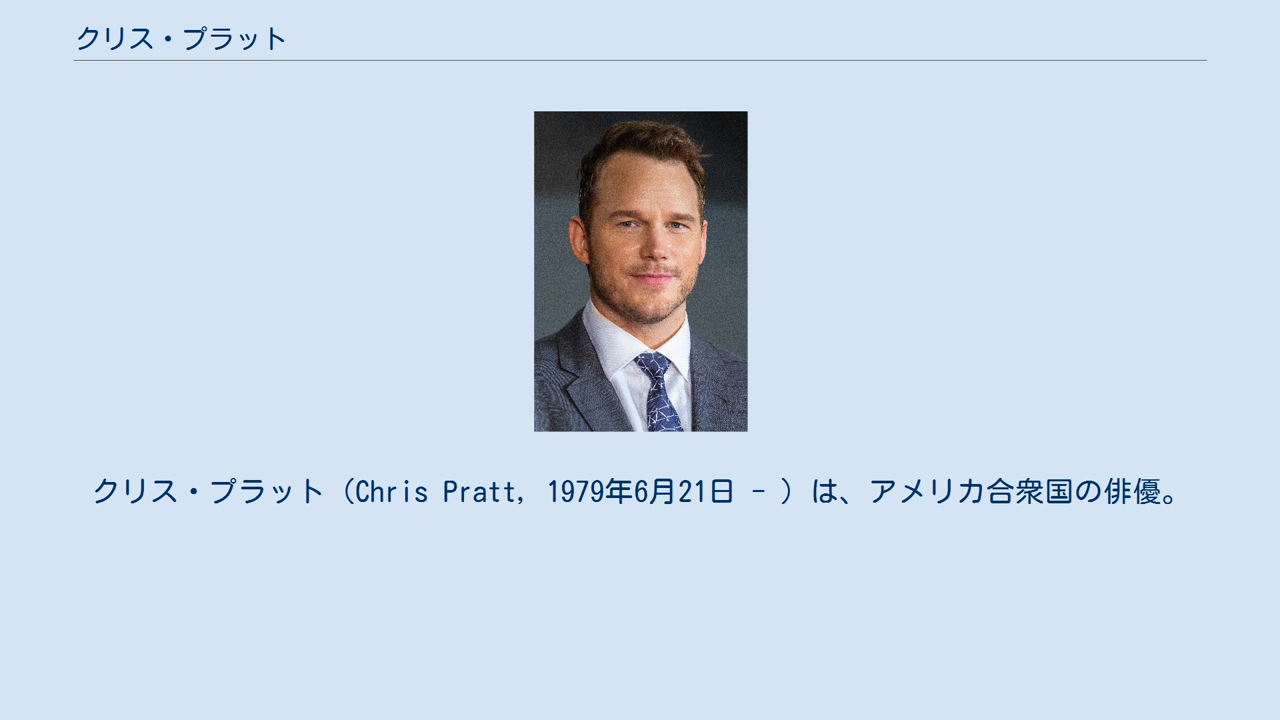 クリス・プラット
クリス・プラット（Chris Pratt, 1979年6月21日 - ）は、アメリカ合衆国の俳優。